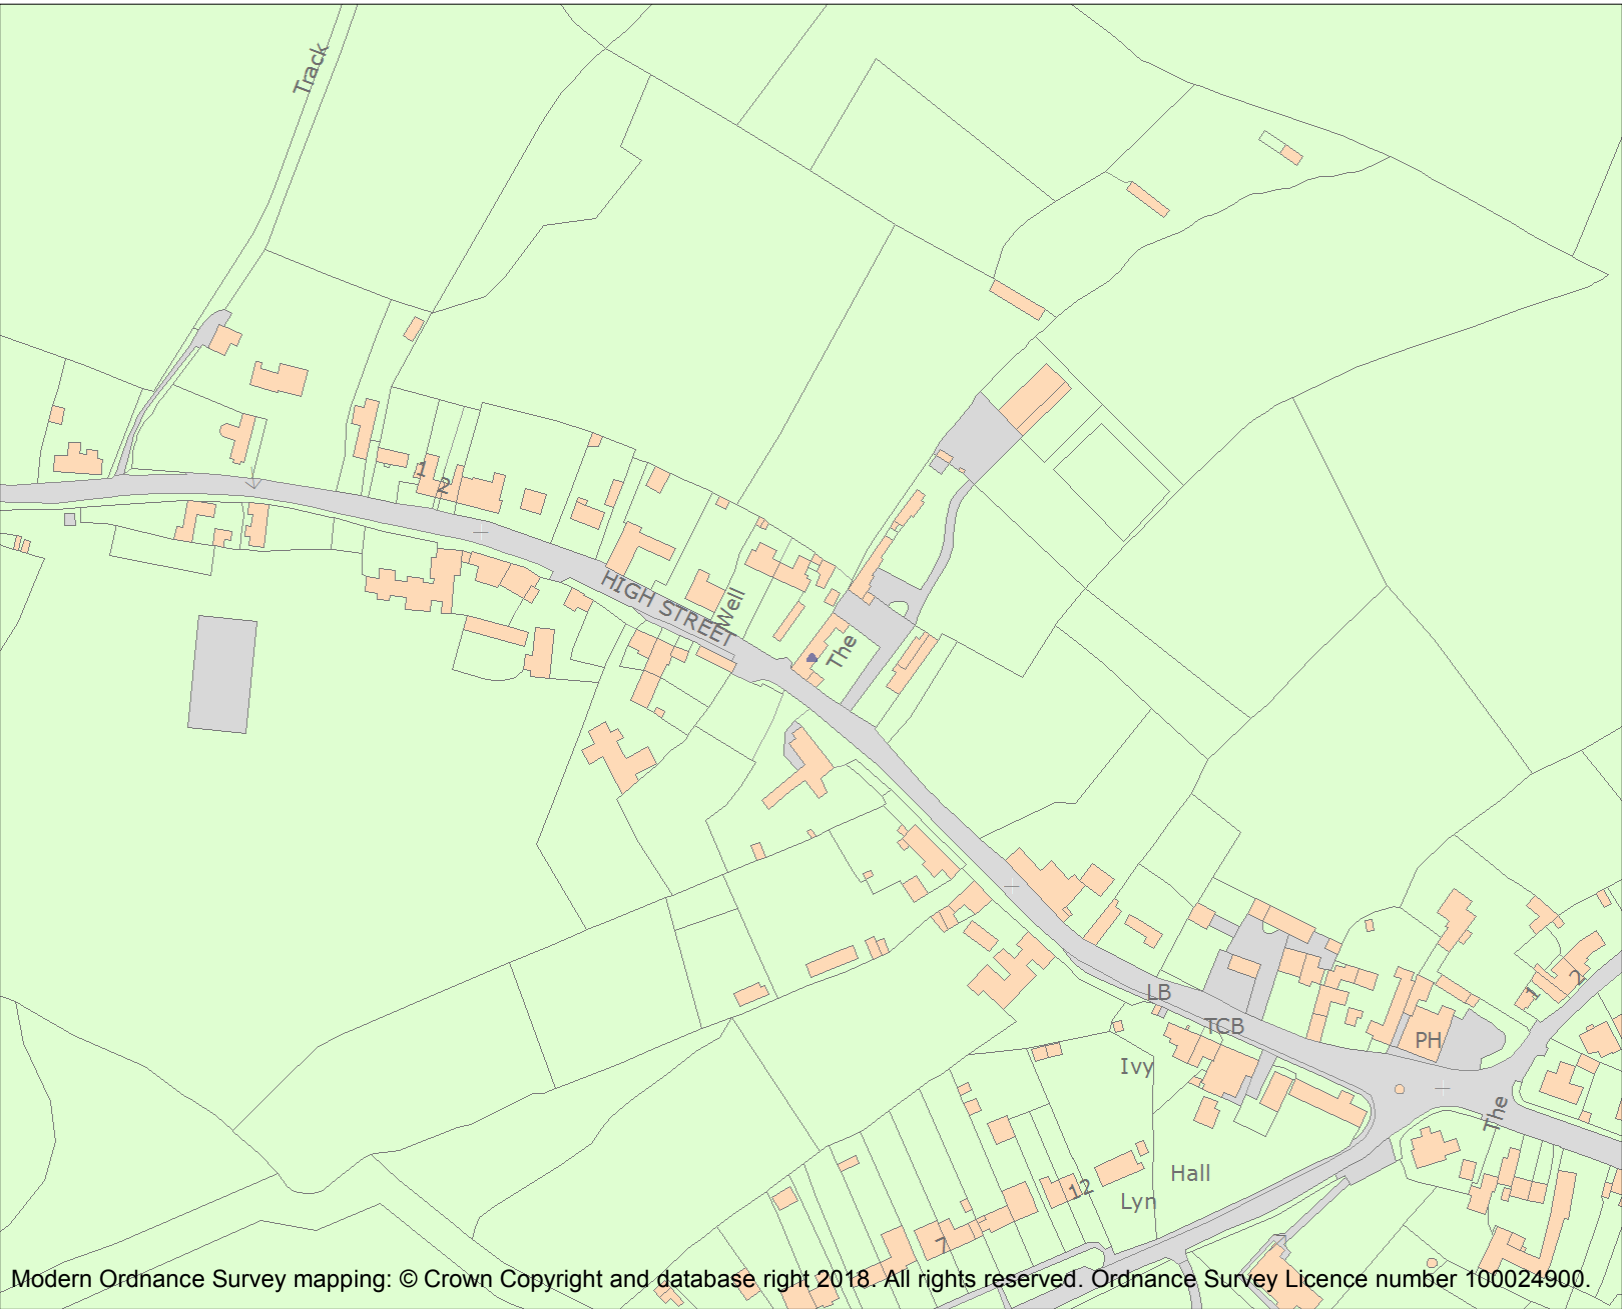 Track
1
2
HIGH STREET
Well
The
LB
TCB
PH
1
2
Ivy
The
Hall
12
Lyn
7
Modern Ordnance Survey mapping: © Crown Copyright and database right 2018. All rights reserved. Ordnance Survey Licence number 100024900.